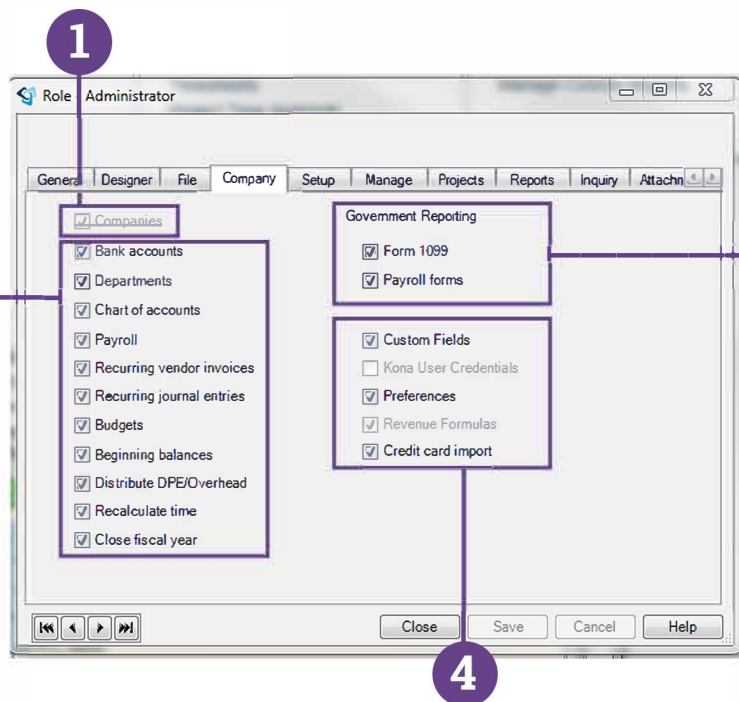 1
Role - Administrator
General Designer File Company Setup Manage Projects Reports Inquiry Attachn
Companies
Bank accounts
Departments
Chart of accounts
Payroll
Recurring vendor invoices
Recurring journal entries
Budgets
Beginning balances
Distribute DPE/Overhead
Recalculate time
Close fiscal year
Government Reporting
Form 1099
Payroll forms
Custom Fields
Kona User Credentials
Preferences
Revenue Formulas
Credit card import
Close Save Cancel Help
4